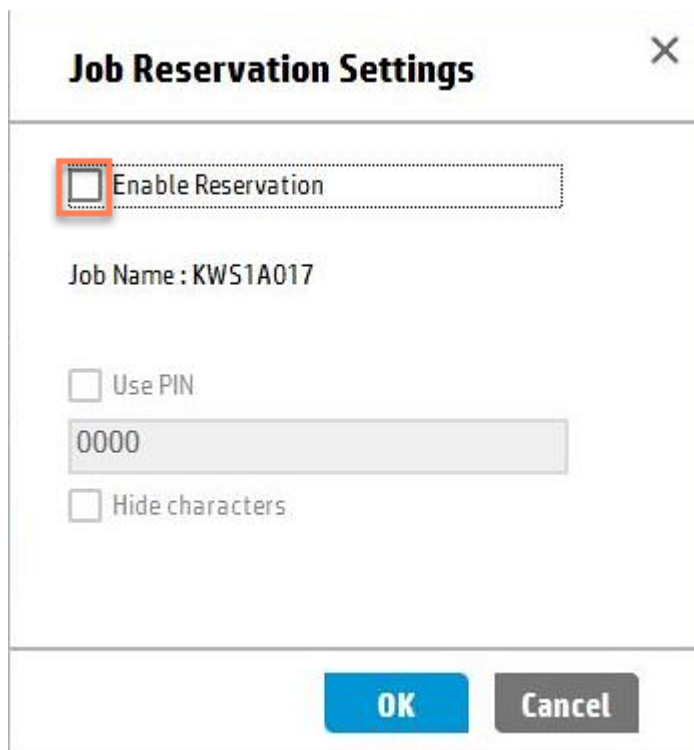 Job Reservation Settings
Enable Reservation
Job Name : KWS1A017
Use PIN
0000
Hide characters
OK
Cancel